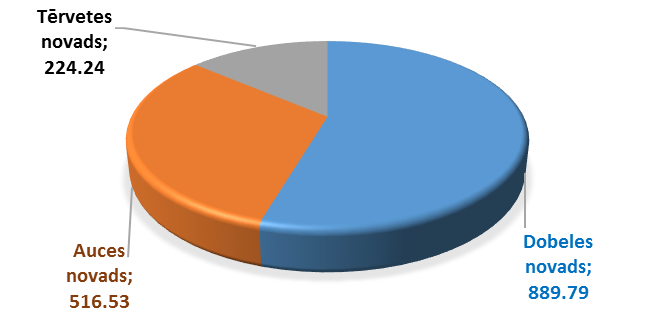 Tērvetes
novads;
224.24
Auces
novads;
516.53
Dobeles
novads;
889.79